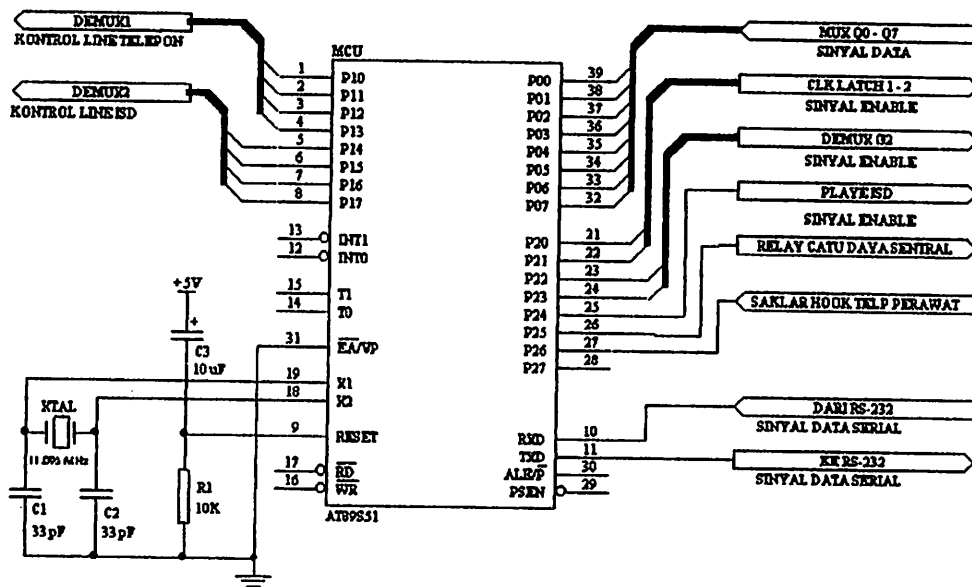 DEMUX1
KONTROL LINE TELEPON
DEMUX2
KONTROL LINE ISD
MCU
1 P10
2 P11
3 P12
4 P13
5 P14
6 P15
7 P16
8 P17
13 INT1
12 INT0
15 T1
14 T0
31 EA/VP
19 X1
18 X2
9 RESET
17 RD
16 WR
AT89S51
P00 39
P01 38
P02 37
P03 36
P04 35
P05 34
P06 33
P07 32
P20 21
P21 22
P22 23
P23 24
P24 25
P25 26
P26 27
P27 28
RXD 10
TXD 11
ALE/P 30
PSEN 29
MUX Q0 - Q7
SINYAL DATA
CLK LATCH 1 - 2
SINYAL ENABLE
DEMUX
SINYAL ENABLE
SINYAL ENABLE
RELAY CATU DAYA SENTRAL
SAKLAR HOOK TELP PERAWAT
DARI RS-232
SINYAL DATA SERIAL
KE RS-232
SINYAL DATA SERIAL
+5V
+
C3
10 uF
XTAL
C1
33 pF
C2
33 pF
R1
10K